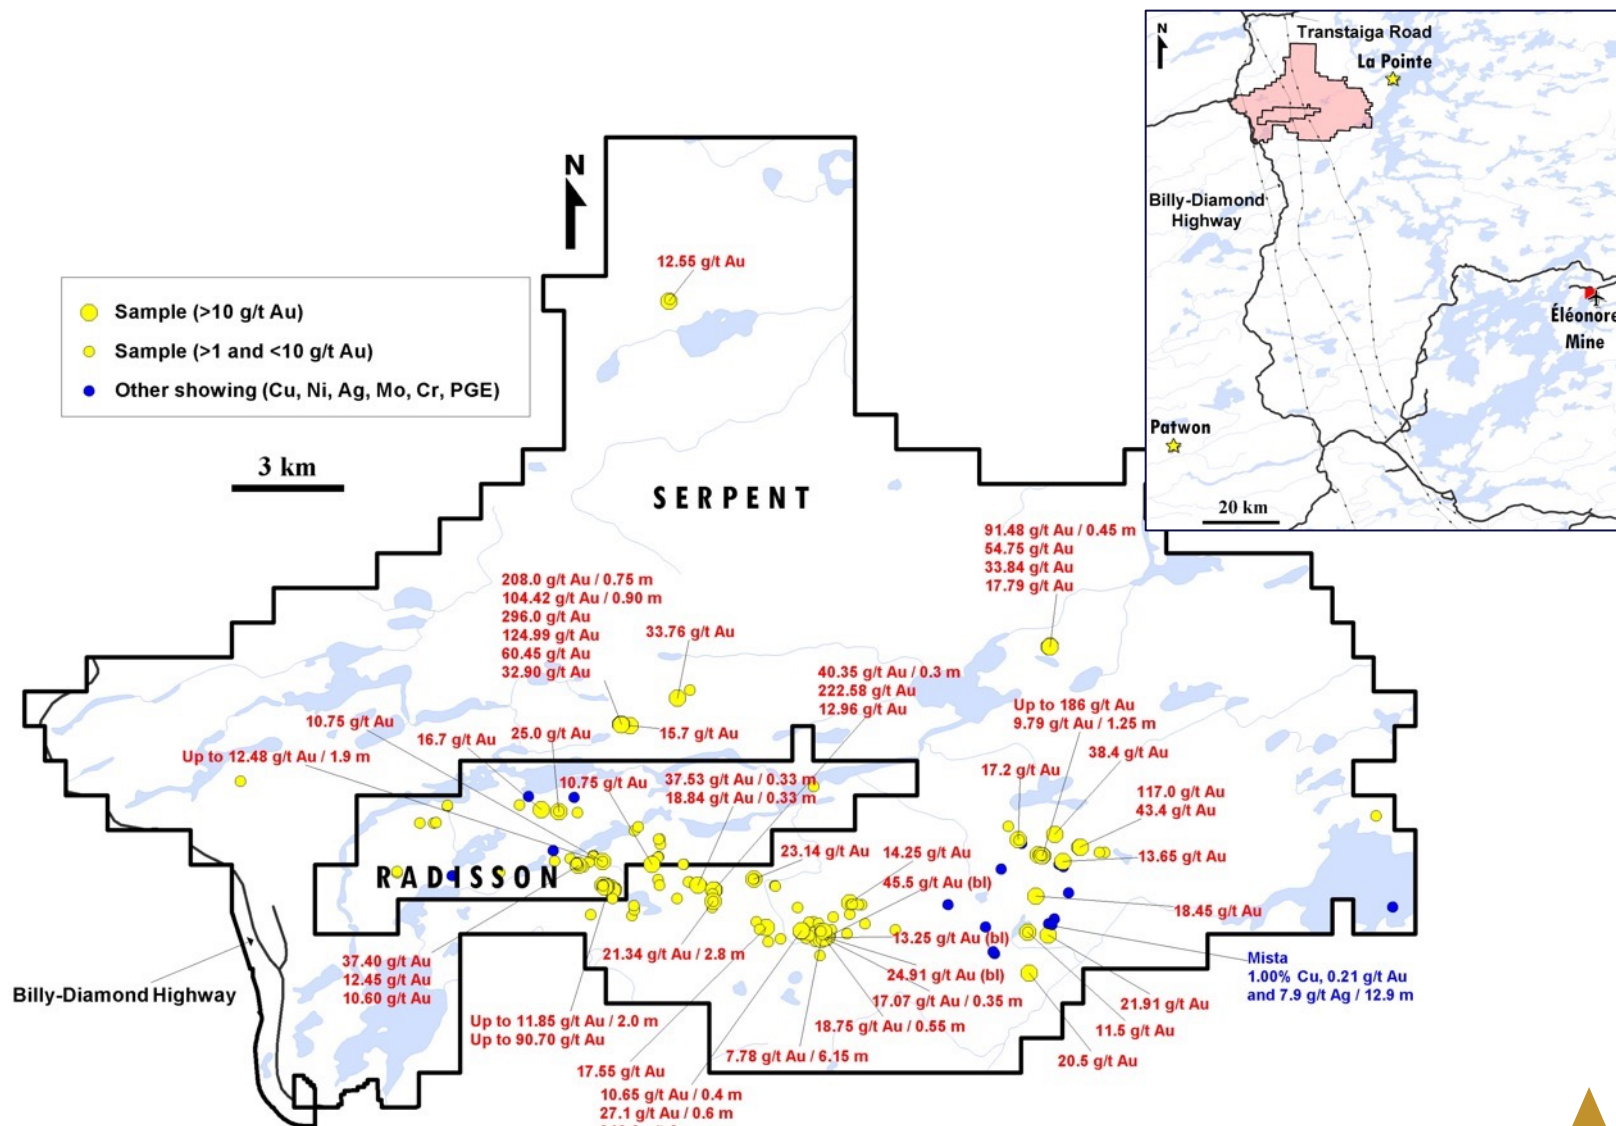 N
Transtaiga Road
La Pointe
Billy-Diamond
Highway
Éléonore
Mine
Patwon
20 km
N
12.55 g/t Au
Sample (>10 g/t Au)
Sample (>1 and <10 g/t Au)
Other showing (Cu, Ni, Ag, Mo, Cr, PGE)
3 km
SERPENT
91.48 g/t Au / 0.45 m
54.75 g/t Au
33.84 g/t Au
17.79 g/t Au
208.0 g/t Au / 0.75 m
104.42 g/t Au / 0.90 m
296.0 g/t Au
124.99 g/t Au
60.45 g/t Au
32.90 g/t Au
33.76 g/t Au
40.35 g/t Au / 0.3 m
222.58 g/t Au
12.96 g/t Au
10.75 g/t Au
16.7 g/t Au
25.0 g/t Au
15.7 g/t Au
Up to 186 g/t Au
9.79 g/t Au / 1.25 m
38.4 g/t Au
Up to 12.48 g/t Au / 1.9 m
10.75 g/t Au
37.53 g/t Au / 0.33 m
18.84 g/t Au / 0.33 m
17.2 g/t Au
117.0 g/t Au
43.4 g/t Au
23.14 g/t Au
14.25 g/t Au
13.65 g/t Au
RADISSON
45.5 g/t Au (bl)
18.45 g/t Au
37.40 g/t Au
12.45 g/t Au
10.60 g/t Au
21.34 g/t Au / 2.8 m
13.25 g/t Au (bl)
24.91 g/t Au (bl)
17.07 g/t Au / 0.35 m
18.75 g/t Au / 0.55 m
7.78 g/t Au / 6.15 m
Mista
1.00% Cu, 0.21 g/t Au
and 7.9 g/t Ag / 12.9 m
Billy-Diamond Highway
21.91 g/t Au
11.5 g/t Au
20.5 g/t Au
Up to 11.85 g/t Au / 2.0 m
Up to 90.70 g/t Au
17.55 g/t Au
10.65 g/t Au / 0.4 m
27.1 g/t Au / 0.6 m